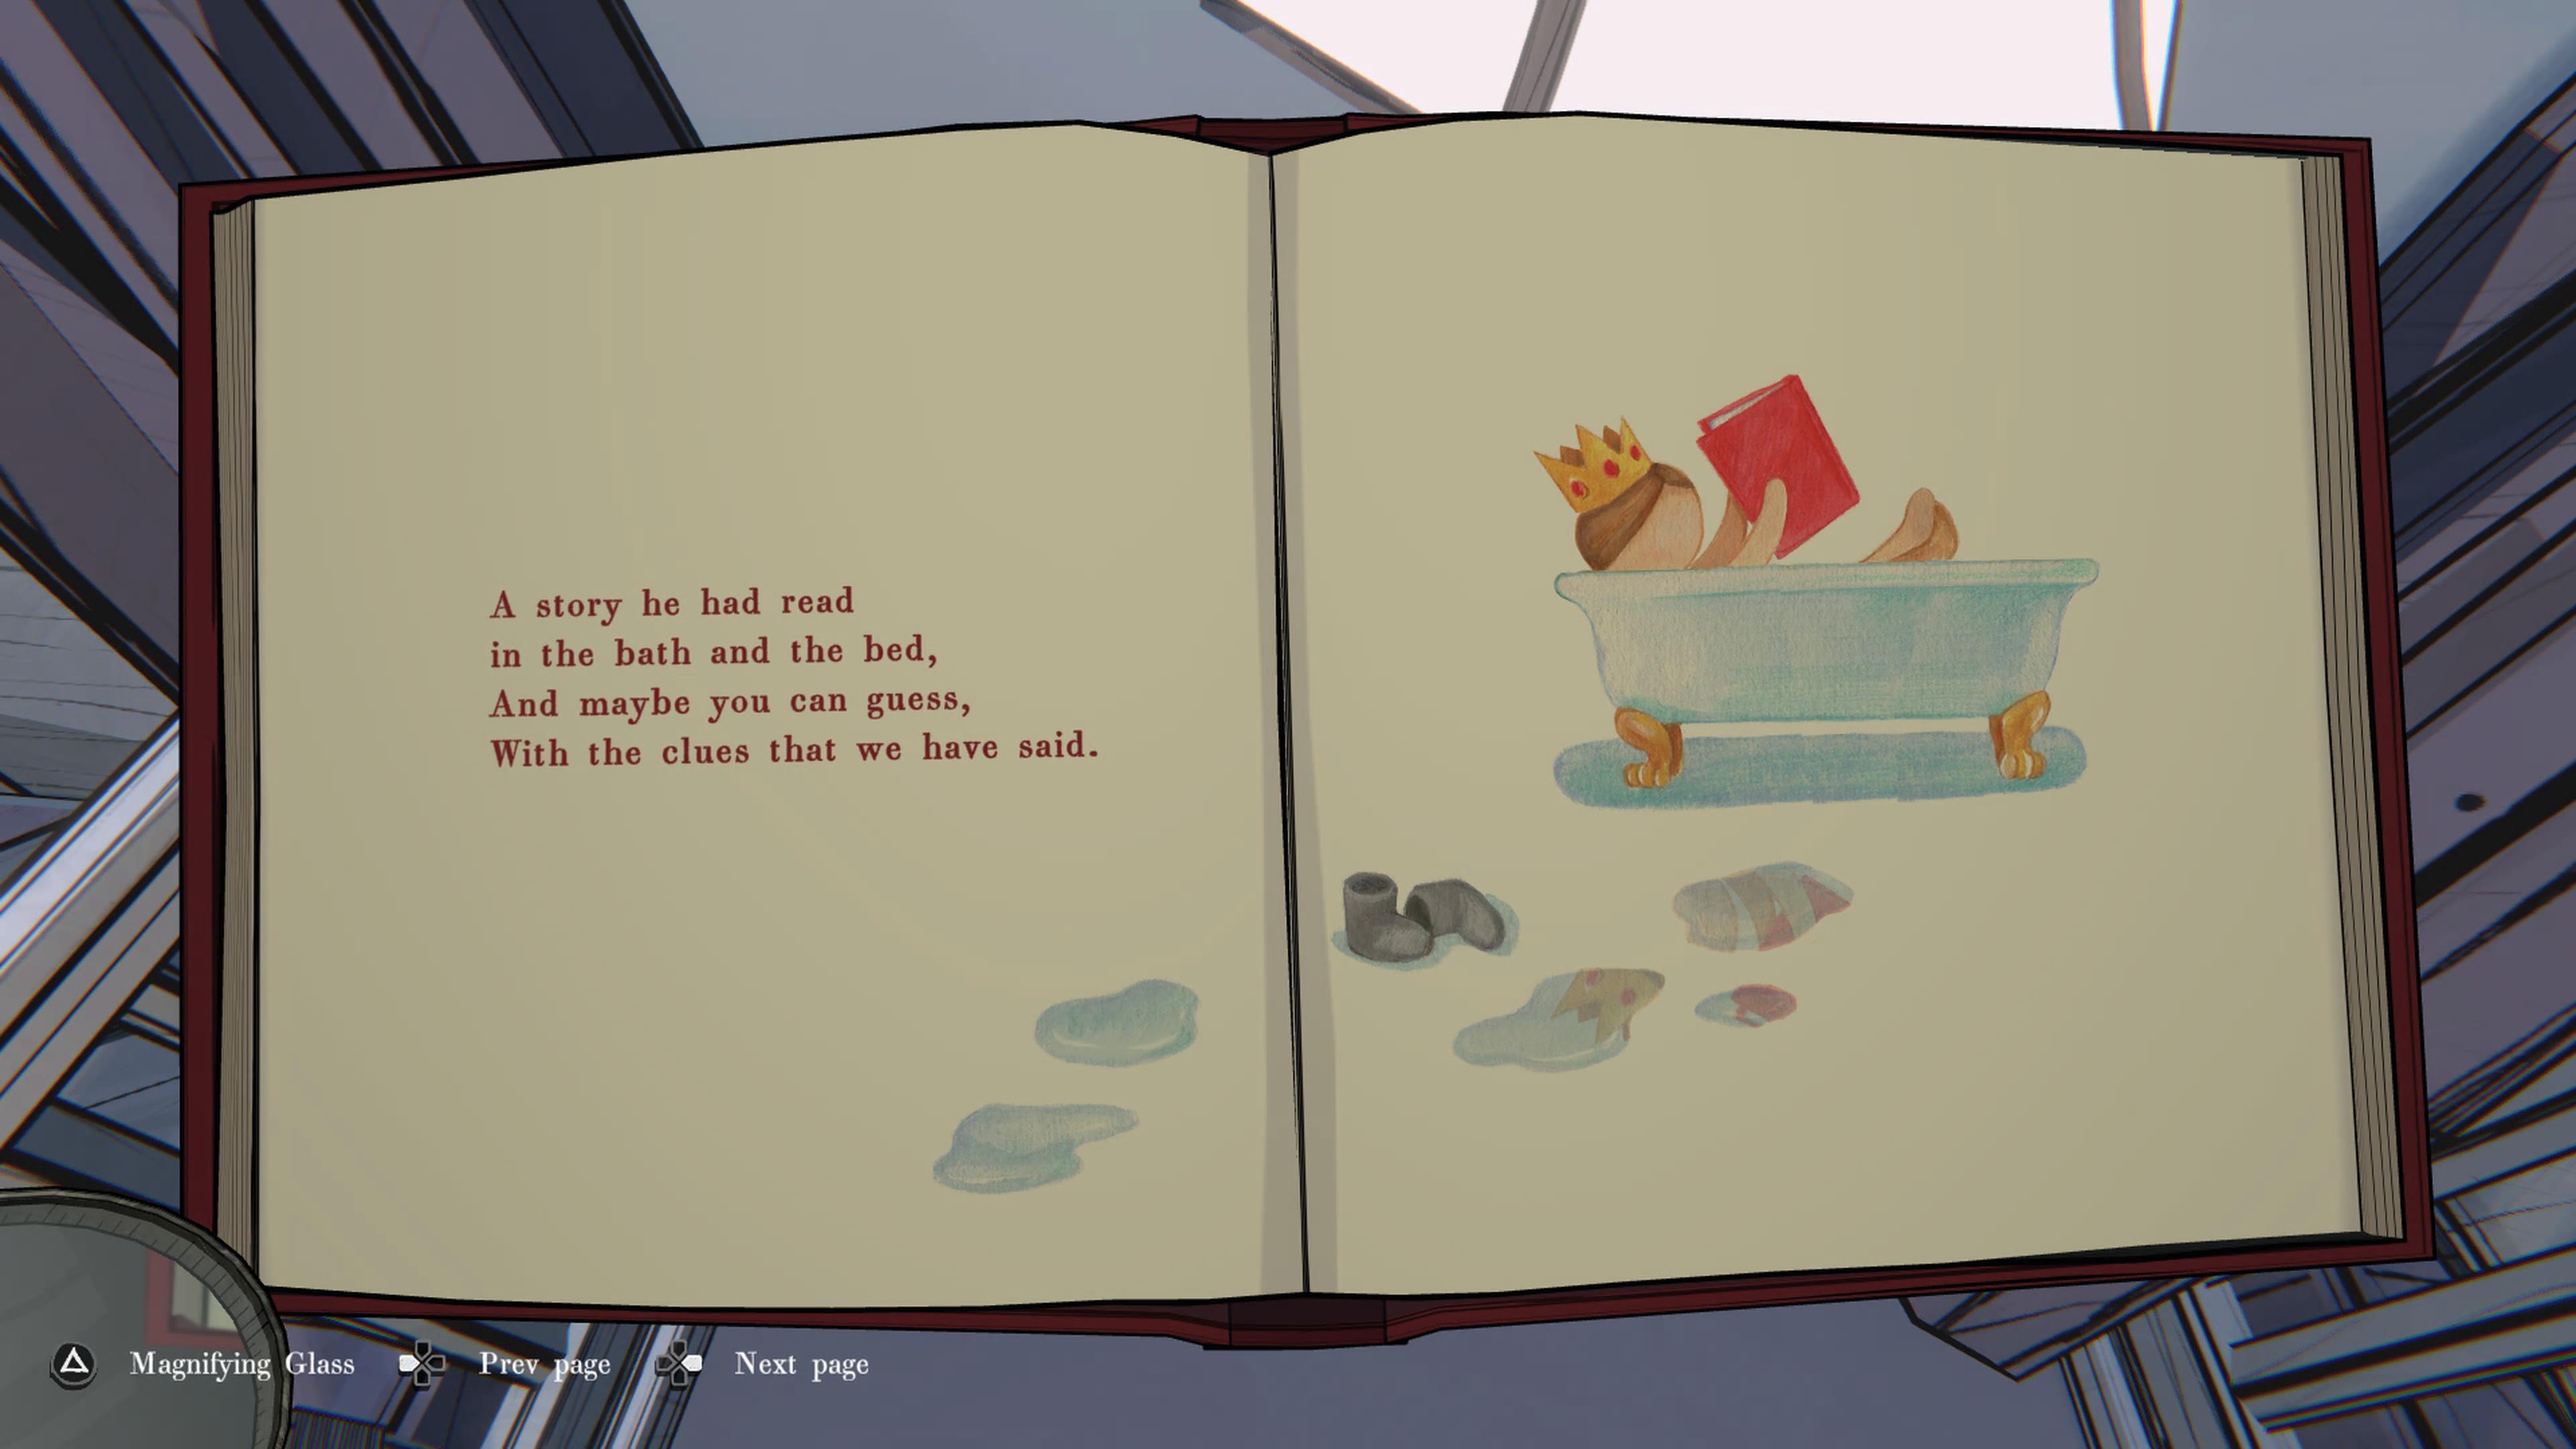 A story he had read
in the bath and the bed,
And maybe you can guess,
With the clues that we have said.
Magnifying Glass
Prev page
Next page